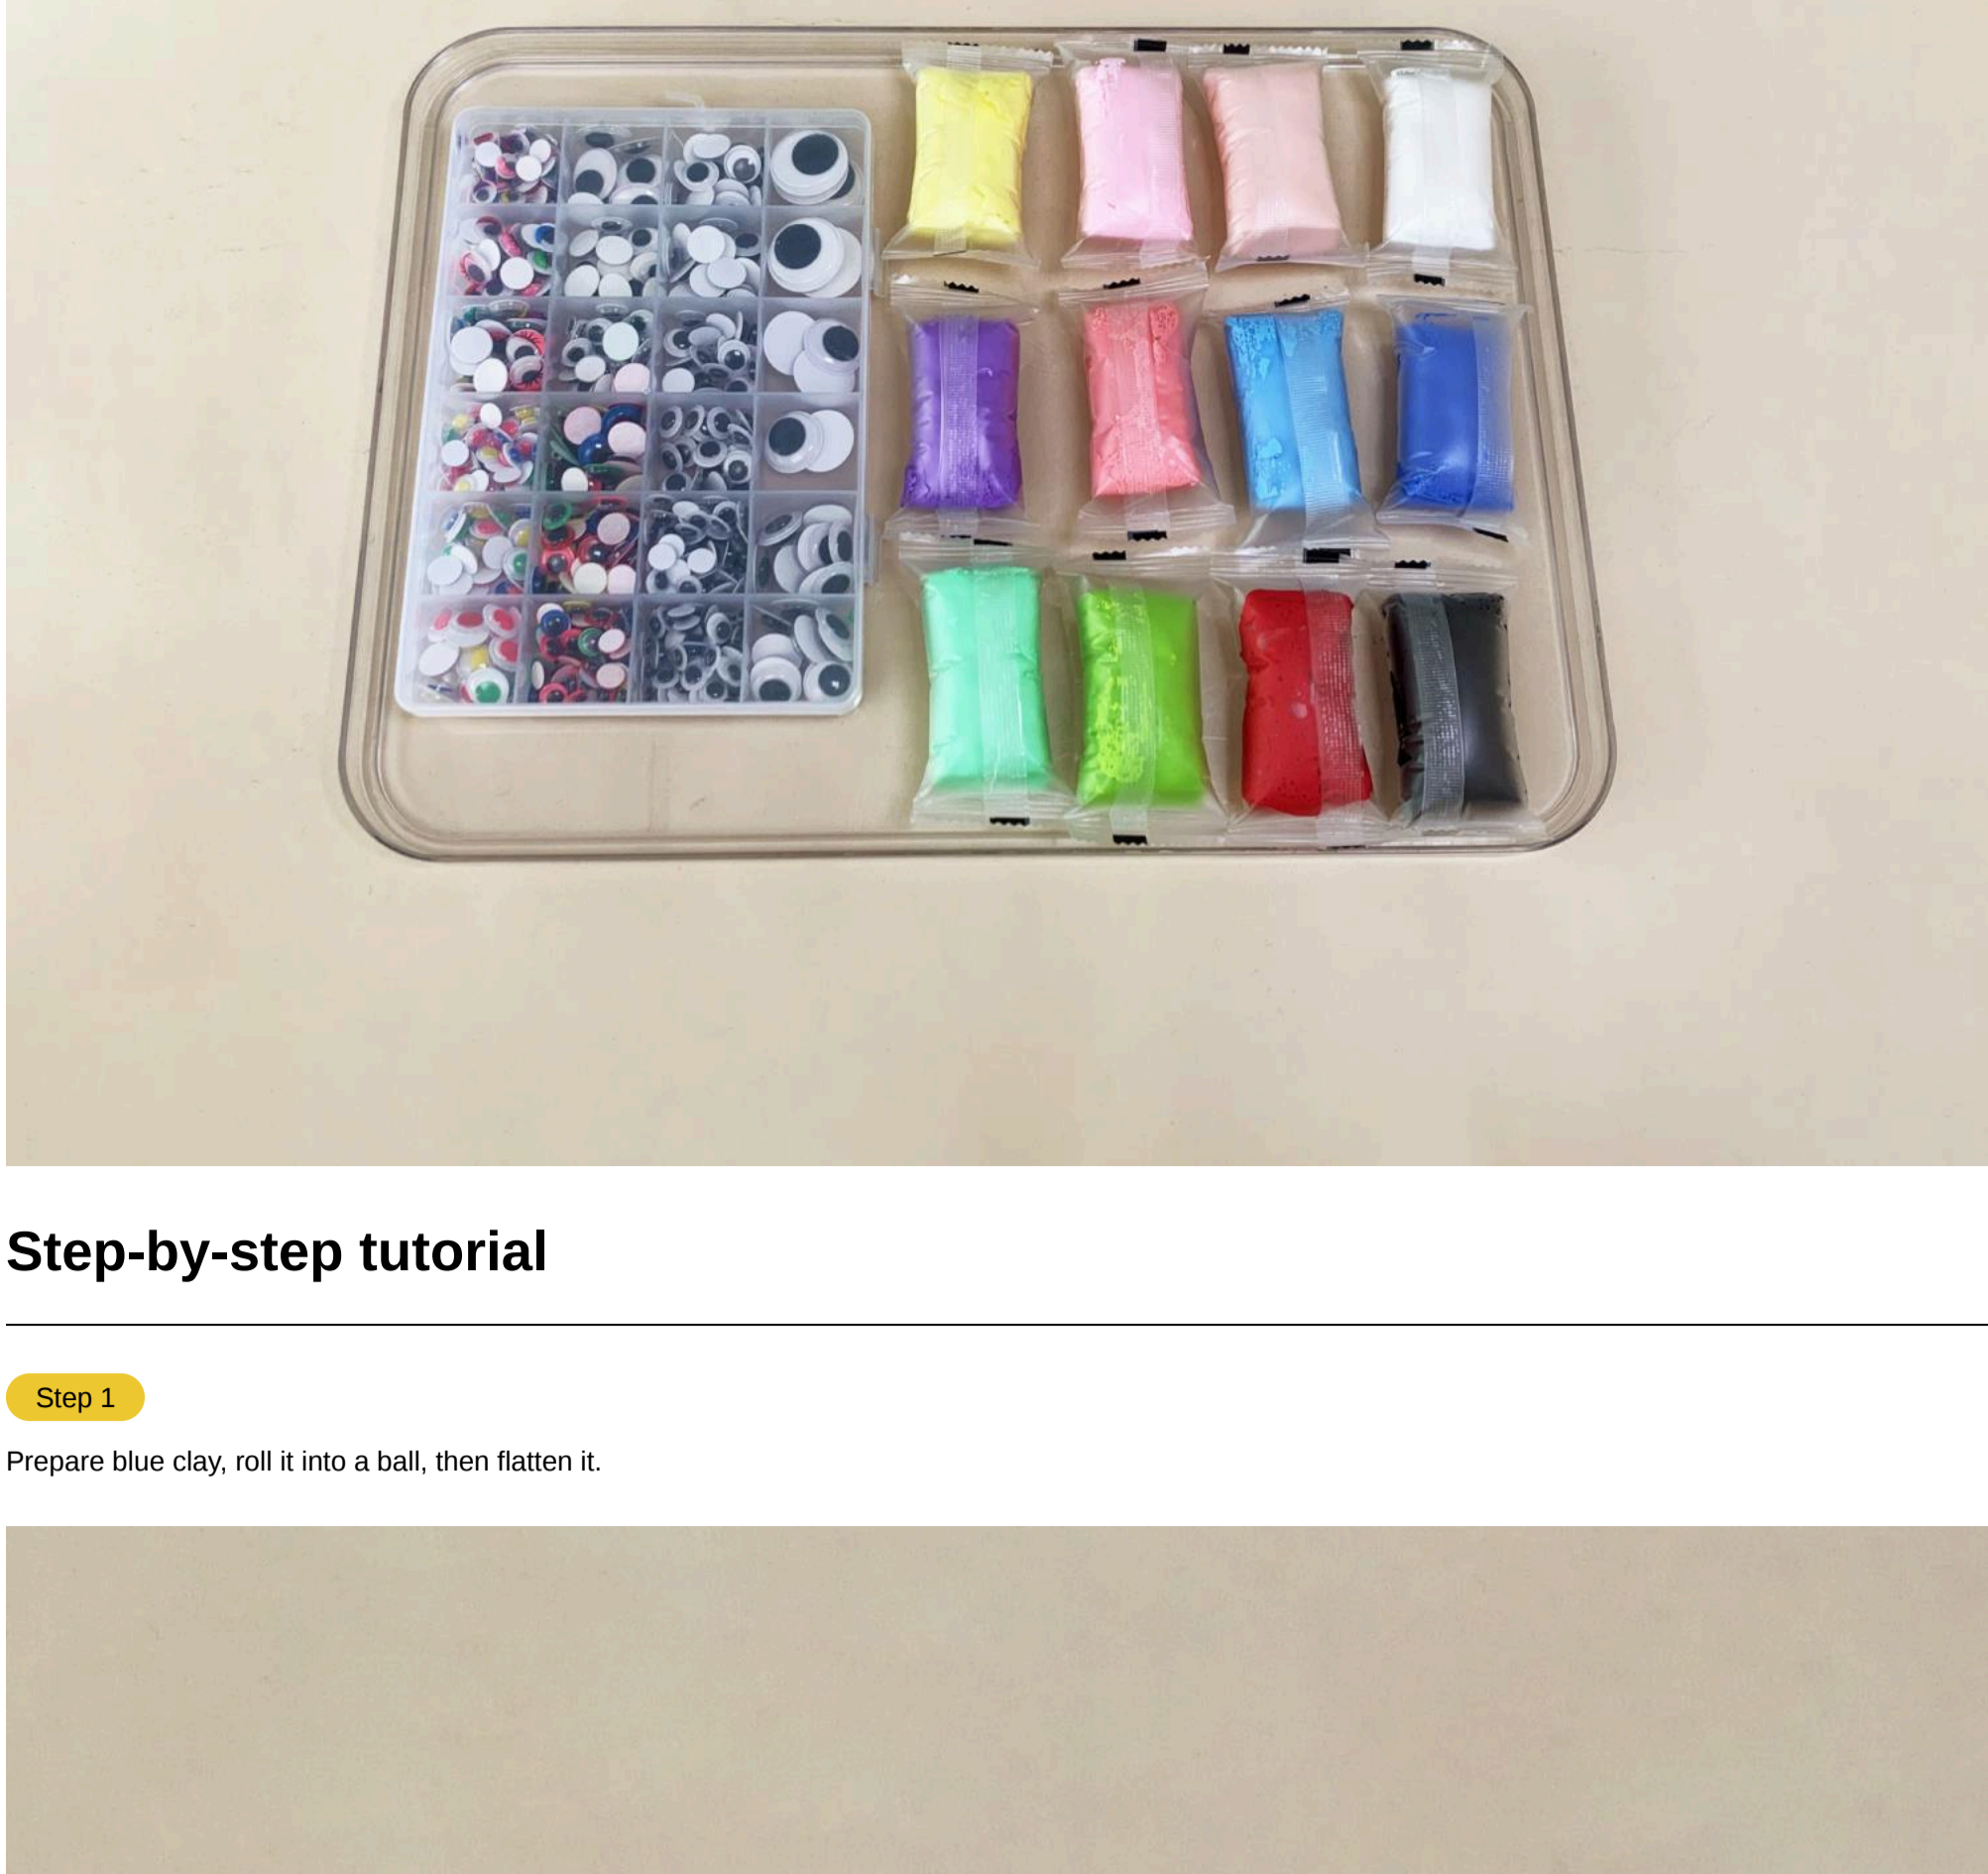 Step-by-step tutorial
Step 1
Prepare blue clay, roll it into a ball, then flatten it.